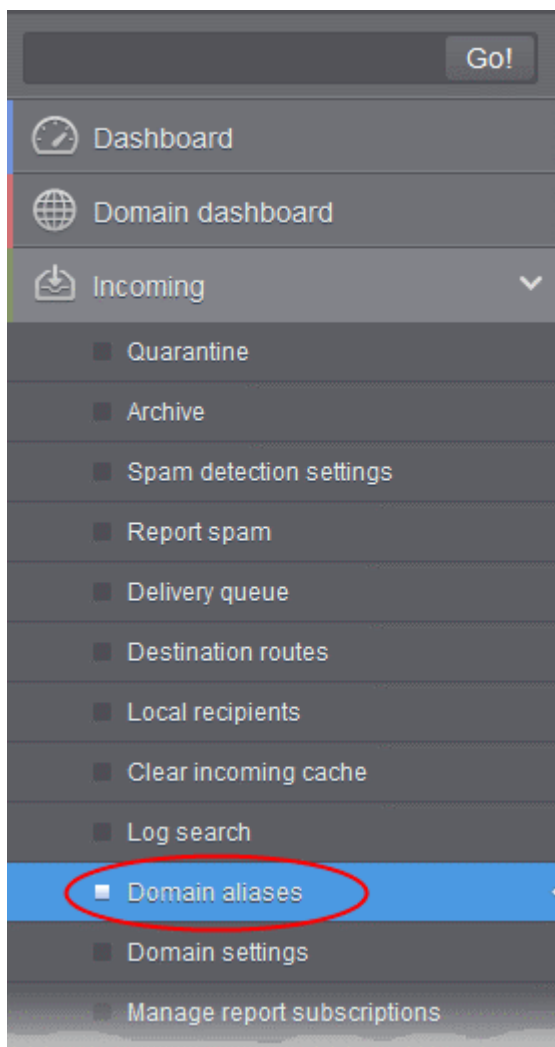 Go!
Dashboard
Domain dashboard
Incoming
Quarantine
Archive
Spam detection settings
Report spam
Delivery queue
Destination routes
Local recipients
Clear incoming cache
Log search
Domain aliases
Domain settings
Manage report subscriptions